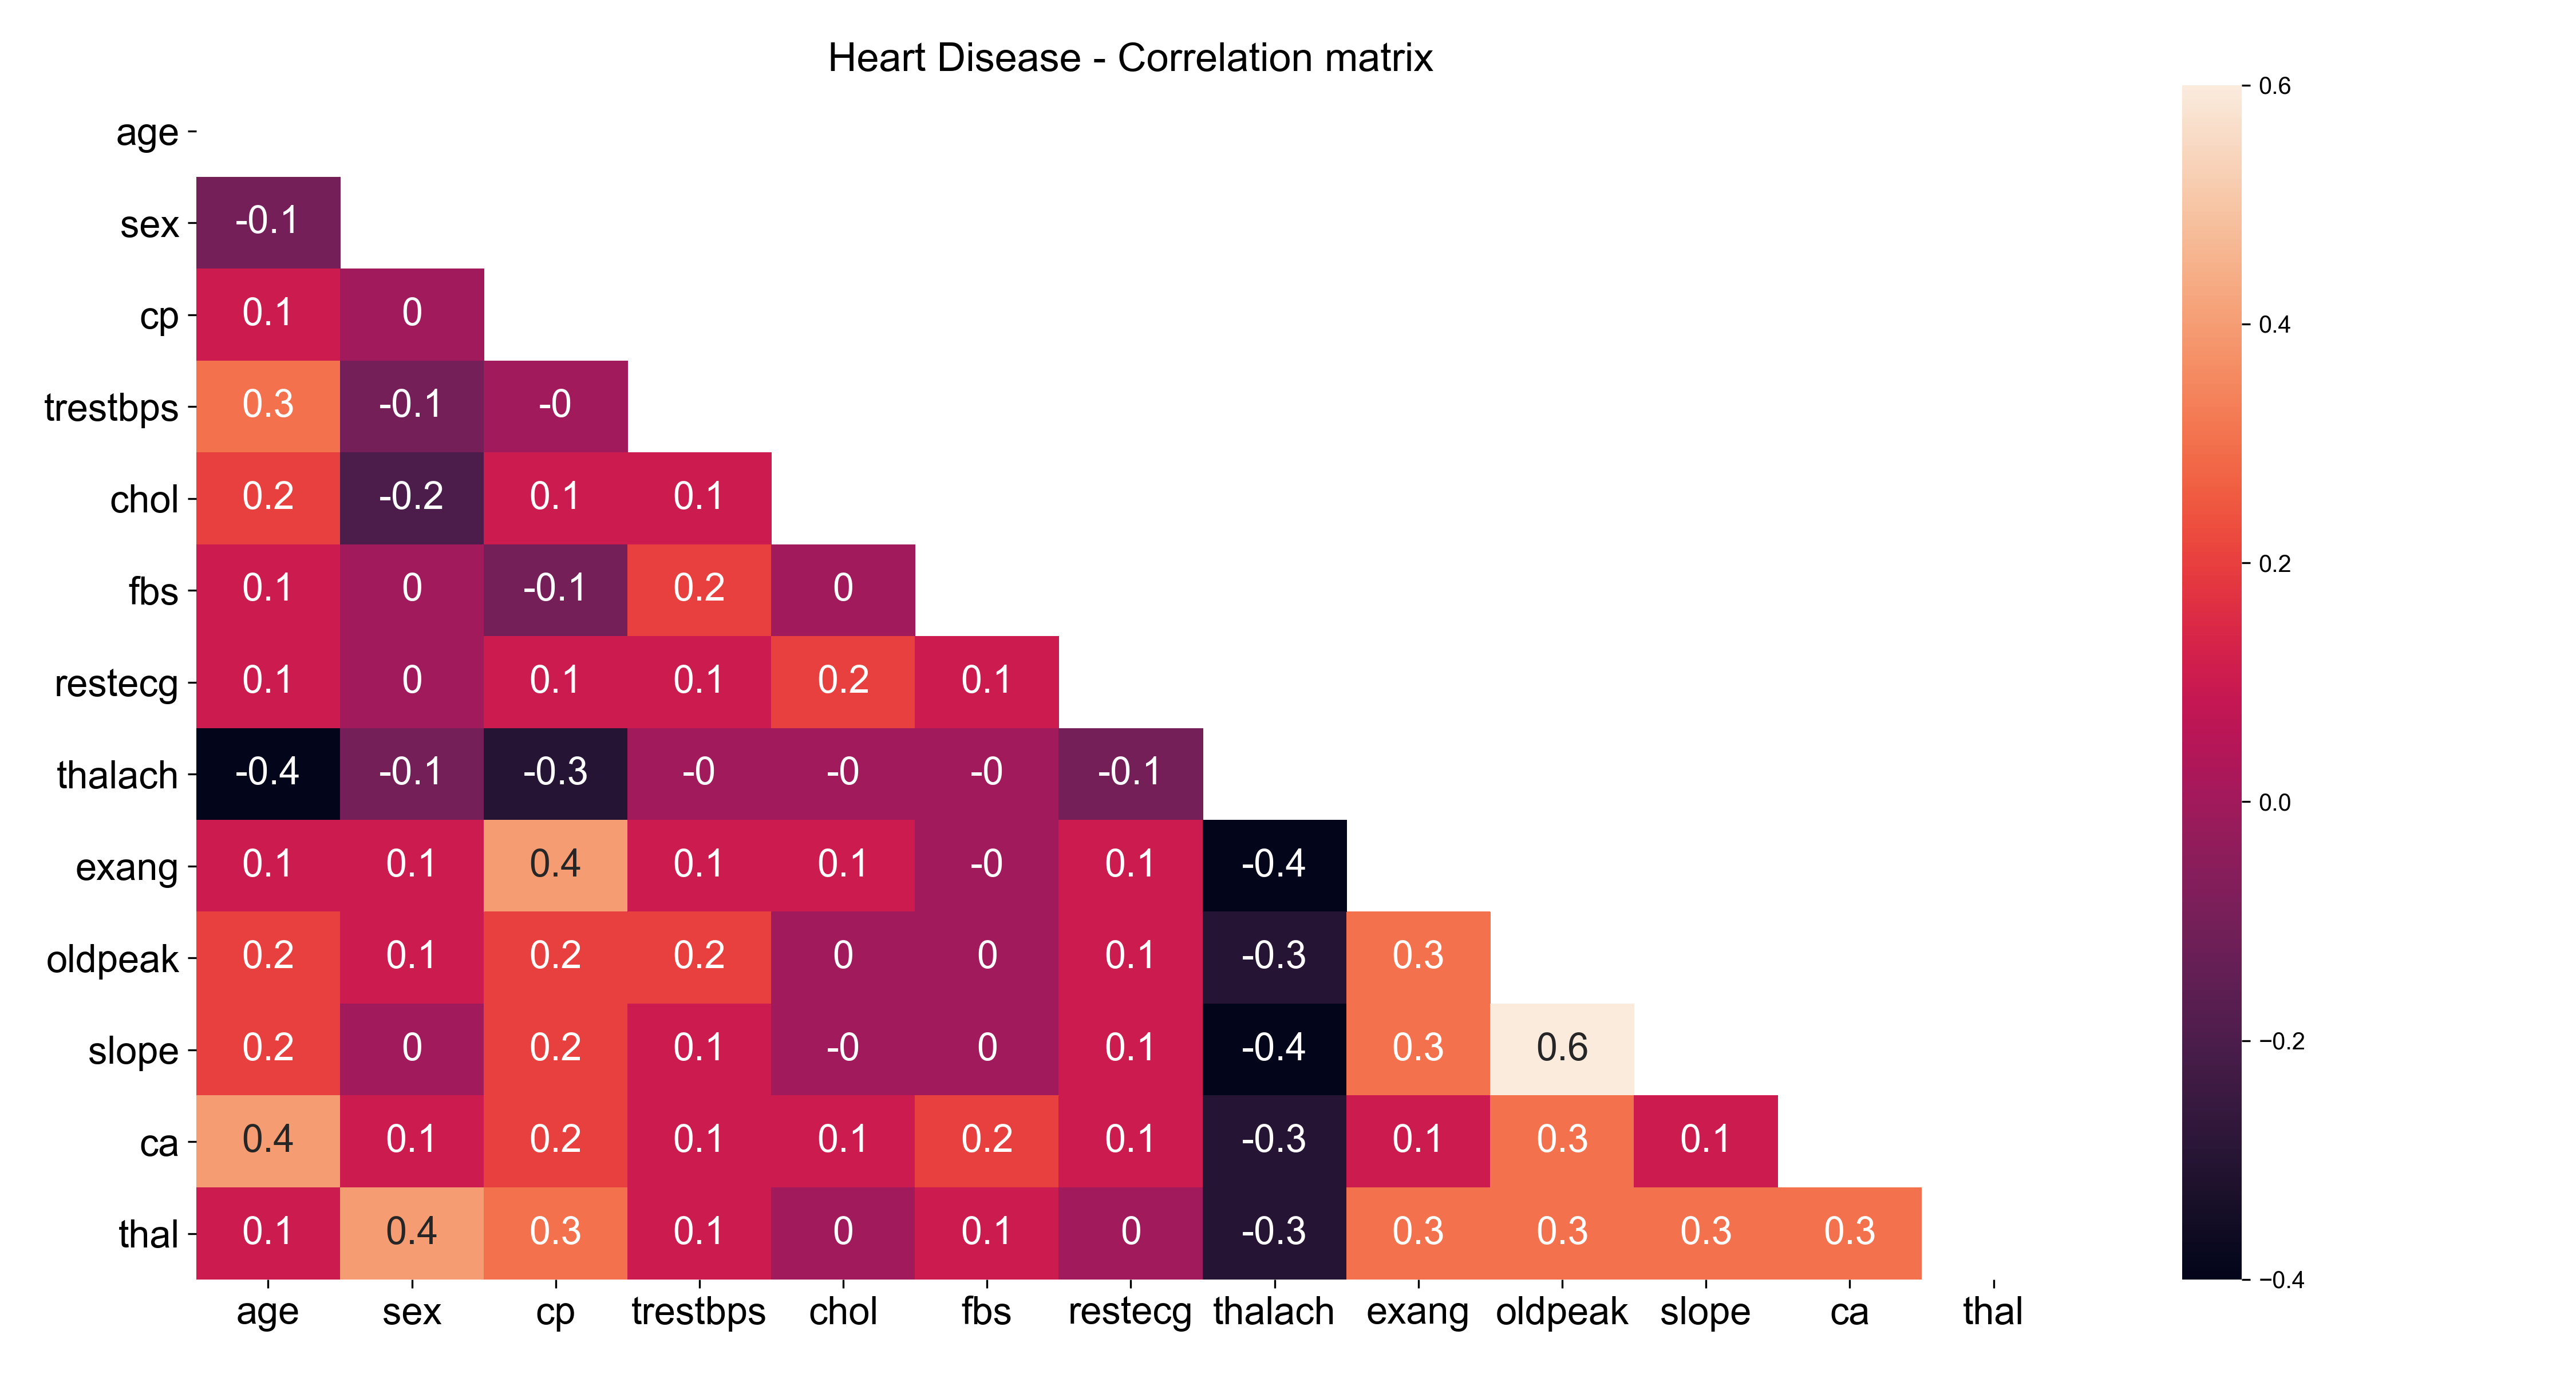 Heart Disease - Correlation matrix
age
sex -0.1
cp 0.1 0
trestbps 0.3 -0.1 -0
chol 0.2 -0.2 0.1 0.1
fbs 0.1 0 -0.1 0.2 0
restecg 0.1 0 0.1 0.1 0.2 0.1
thalach -0.4 -0.1 -0.3 -0 -0 -0 -0.1
exang 0.1 0.1 0.4 0.1 0.1 -0 0.1 -0.4
oldpeak 0.2 0.1 0.2 0.2 0 0 0.1 -0.3 0.3
slope 0.2 0 0.2 0.1 -0 0 0.1 -0.4 0.3 0.6
ca 0.4 0.1 0.2 0.1 0.1 0.2 0.1 -0.3 0.1 0.3 0.1
thal 0.1 0.4 0.3 0.1 0 0.1 0 -0.3 0.3 0.3 0.3 0.3
age sex cp trestbps chol fbs restecg thalach exang oldpeak slope ca thal
0.6
0.4
0.2
0.0
−0.2
−0.4